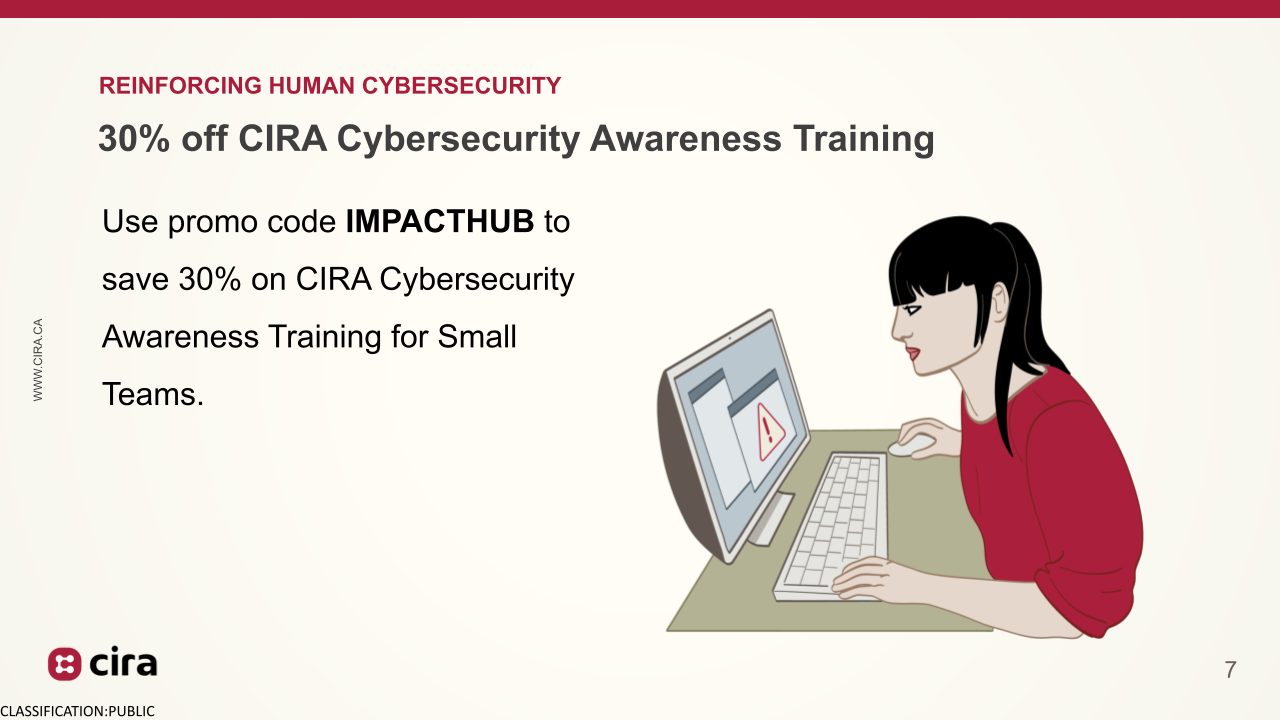 REINFORCING HUMAN CYBERSECURITY
30% off CIRA Cybersecurity Awareness Training
Use promo code IMPACTHUB to
save 30% on CIRA Cybersecurity
Awareness Training for Small
Teams.
WWW.CIRA.CA
!
cira
7
CLASSIFICATION:PUBLIC